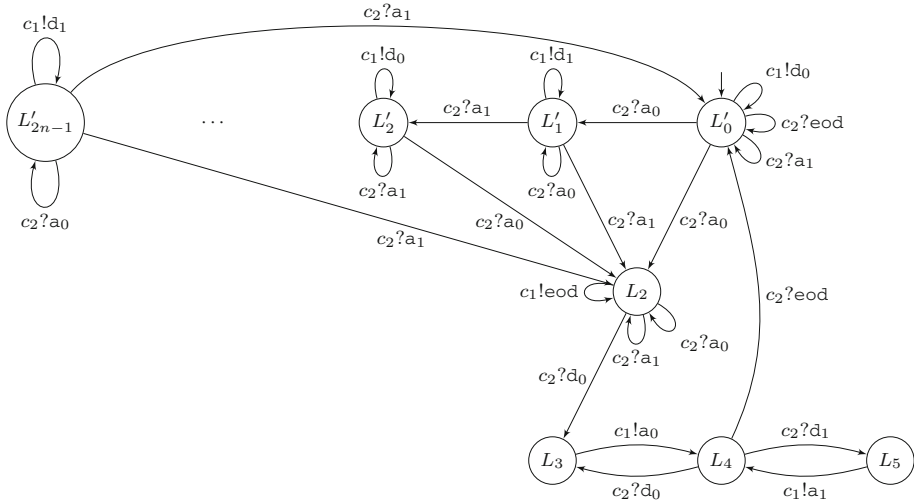 c₂?a₁
c₁!d₁
c₁!d₀
c₁!d₁
c₁!d₀
L′₂ₙ₋₁
...
L′₂
c₂?a₁
L′₁
c₂?a₀
L′₀
c₂?eod
c₂?a₁
c₂?a₀
c₂?a₁
c₂?a₀
c₂?a₁
c₂?a₀
c₂?a₁
c₂?a₀
c₁!eod
L₂
c₂?eod
c₂?a₁
c₂?a₀
c₂?d₀
L₃
c₁!a₀
c₂?d₀
L₄
c₂?d₁
c₁!a₁
L₅